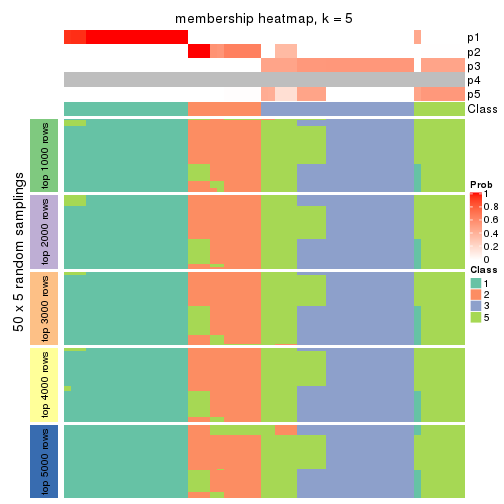 membership heatmap, k = 5
p1
p2
p3
p4
p5
Class
50 x 5 random samplings
top 1000 rows
top 2000 rows
top 3000 rows
top 4000 rows
top 5000 rows
Prob
1
0.8
0.6
0.4
0.2
0
Class
1
2
3
5